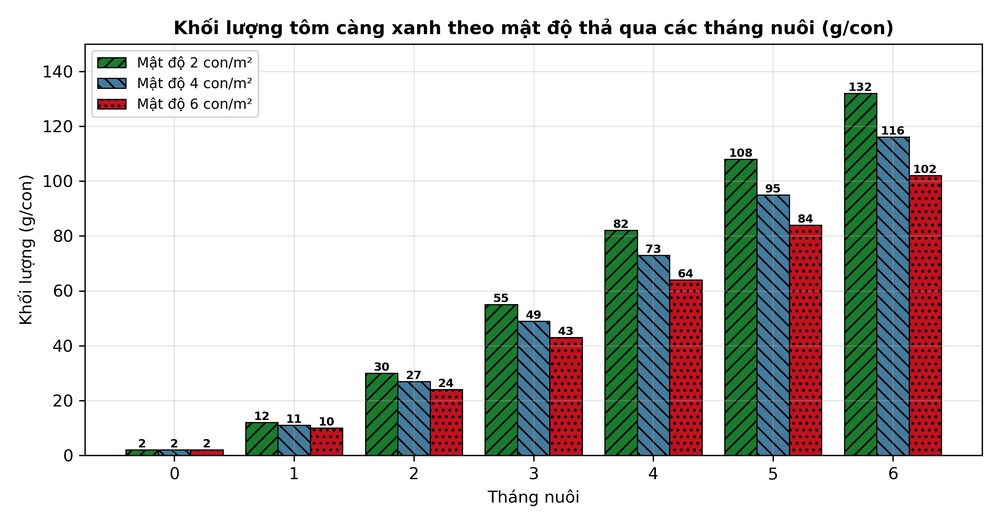 Khối lượng tôm càng xanh theo mật độ thả qua các tháng nuôi (g/con)
Mật độ 2 con/m²
Mật độ 4 con/m²
Mật độ 6 con/m²
Khối lượng (g/con)
140
120
100
80
60
40
20
0
2 2 2
12 11 10
30 27 24
55 49 43
82 73 64
108 95 84
132 116 102
0 1 2 3 4 5 6
Tháng nuôi